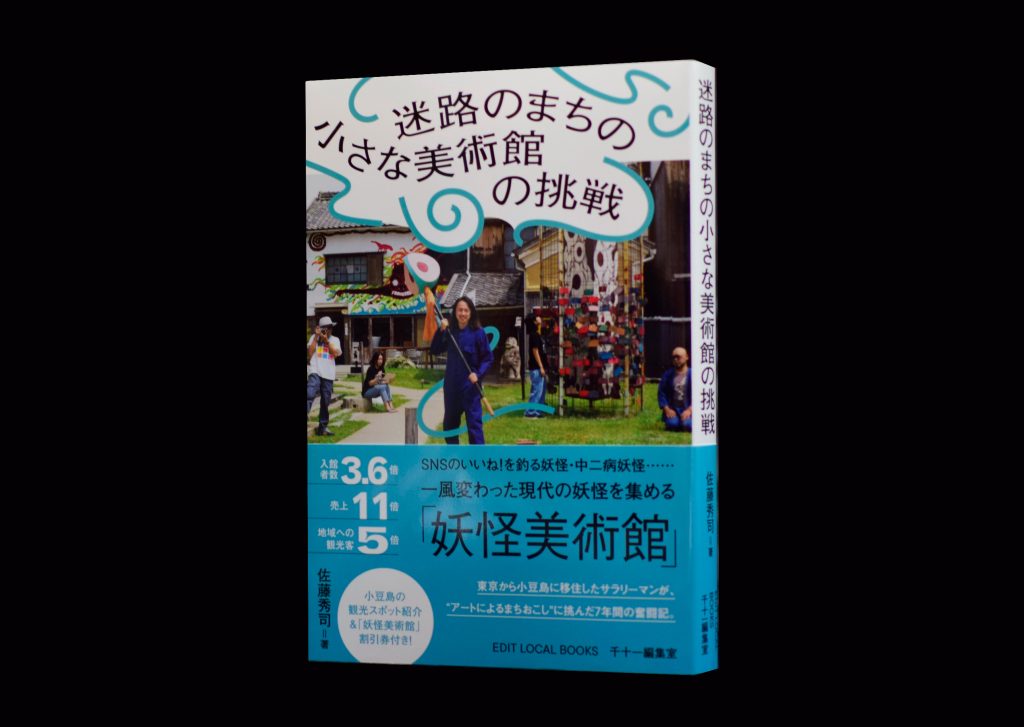 迷路のまちの
小さな美術館
の挑戦
入館
者数 3.6倍
売上 11倍
地域への
観光客 5倍
SNSのいいね!を釣る妖怪・中二病妖怪……
一風変わった現代の妖怪を集める
「妖怪美術館」
東京から小豆島に移住したサラリーマンが、
"アートによるまちおこし"に挑んだ7年間の奮闘記。
佐藤秀司=著
小豆島の
観光スポット紹介
&「妖怪美術館」
割引券付き!
EDIT LOCAL BOOKS 千十一編集室
迷路のまちの小さな美術館の挑戦
佐藤秀司=著
千十一編集室